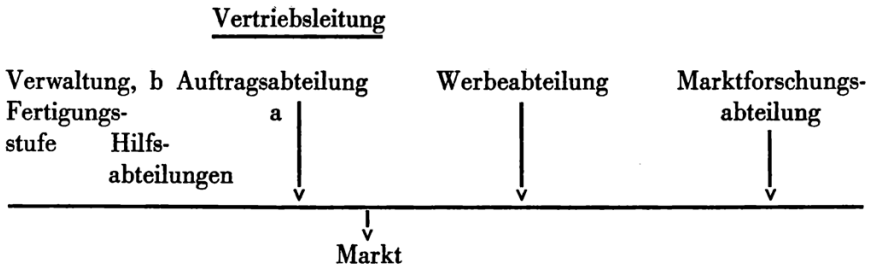 Vertriebsleitung
Verwaltung, b Auftragsabteilung Werbeabteilung Marktforschungs-
Fertigungs- a abteilung
stufe Hilfs-
abteilungen
Markt